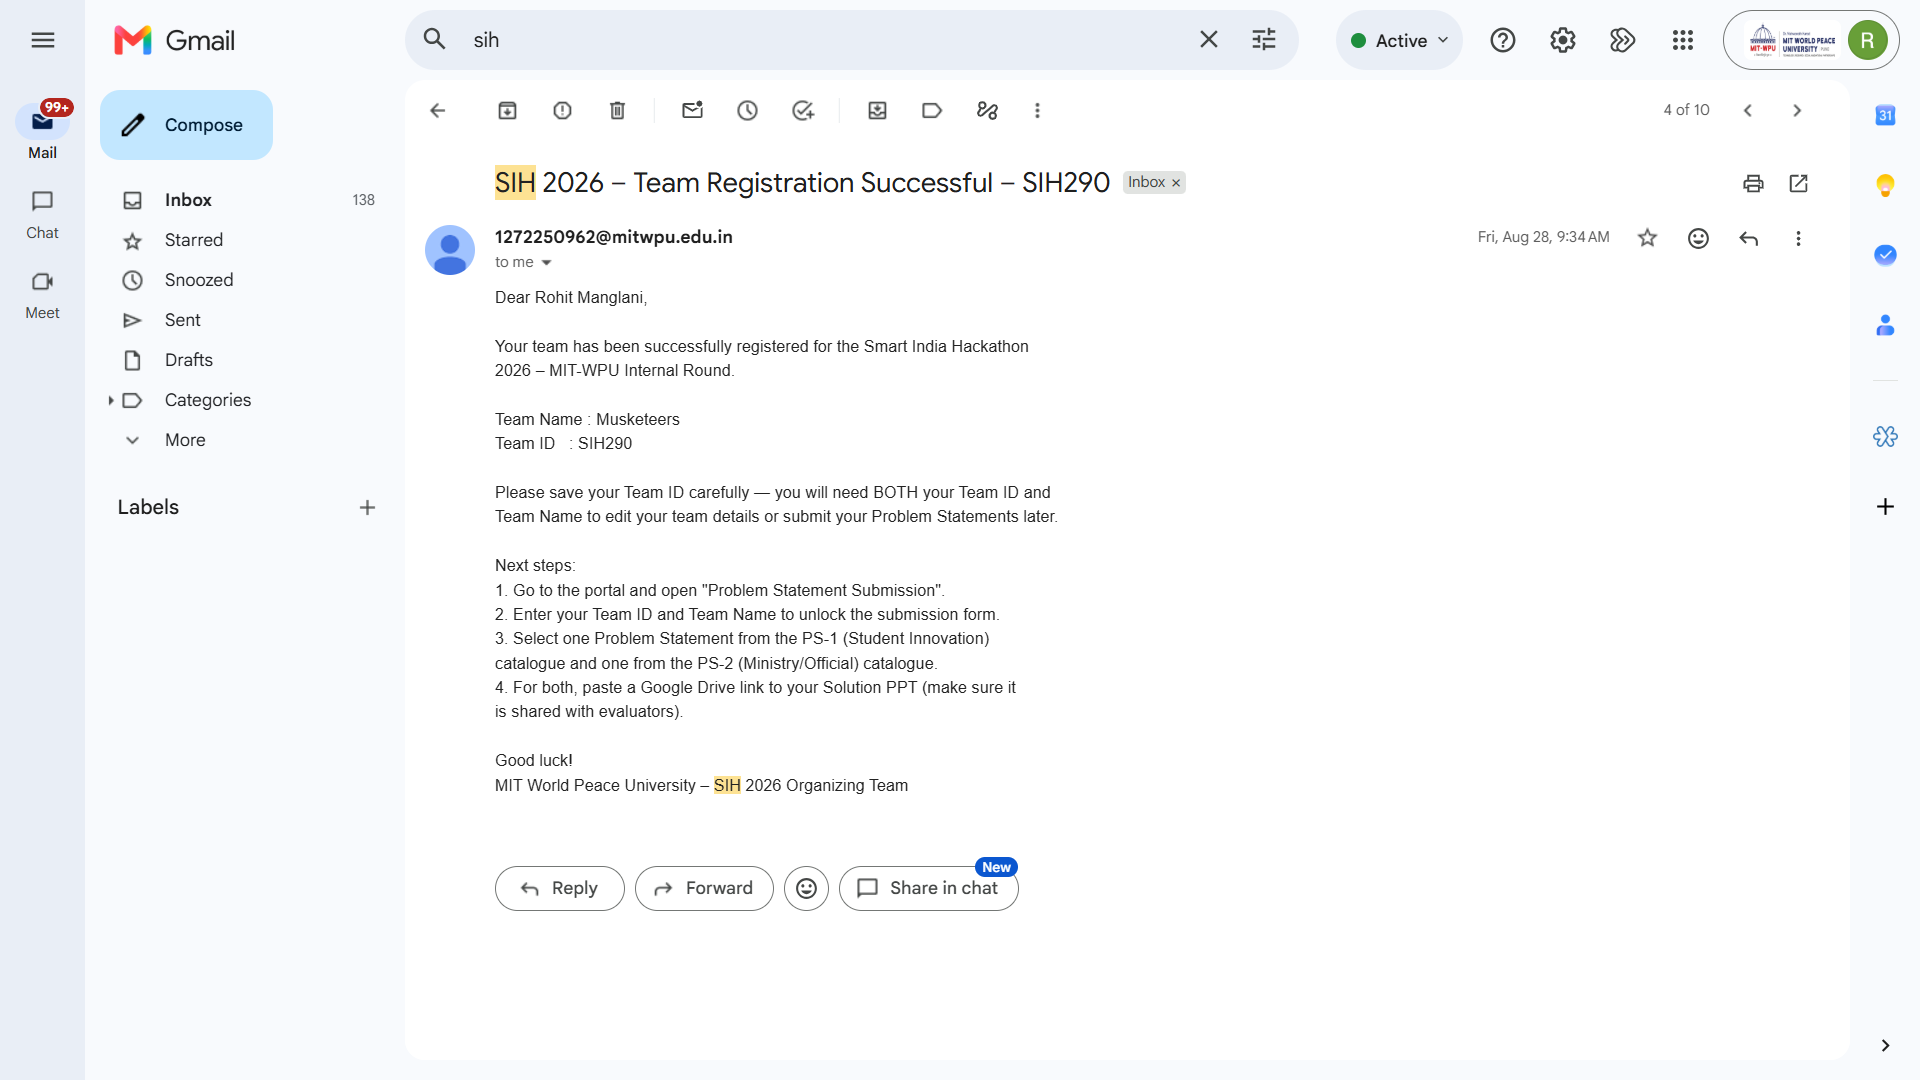 Gmail
sih
Active
MIT-WPU
MIT WORLD PEACE
UNIVERSITY
R
99+
Mail
Chat
Meet
Compose
Inbox 138
Starred
Snoozed
Sent
Drafts
Categories
More
Labels
4 of 10
SIH 2026 – Team Registration Successful – SIH290 Inbox ×
1272250962@mitwpu.edu.in
Fri, Aug 28, 9:34 AM
to me
Dear Rohit Manglani,
Your team has been successfully registered for the Smart India Hackathon
2026 – MIT-WPU Internal Round.
Team Name : Musketeers
Team ID : SIH290
Please save your Team ID carefully — you will need BOTH your Team ID and
Team Name to edit your team details or submit your Problem Statements later.
Next steps:
1. Go to the portal and open "Problem Statement Submission".
2. Enter your Team ID and Team Name to unlock the submission form.
3. Select one Problem Statement from the PS-1 (Student Innovation)
catalogue and one from the PS-2 (Ministry/Official) catalogue.
4. For both, paste a Google Drive link to your Solution PPT (make sure it
is shared with evaluators).
Good luck!
MIT World Peace University – SIH 2026 Organizing Team
Reply
Forward
Share in chat
New
31